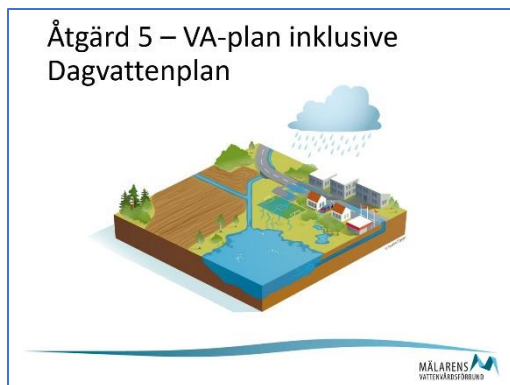 Åtgärd 5 – VA-plan inklusive
Dagvattenplan
MÄLARENS
VATTENVÅRDSFÖRBUND